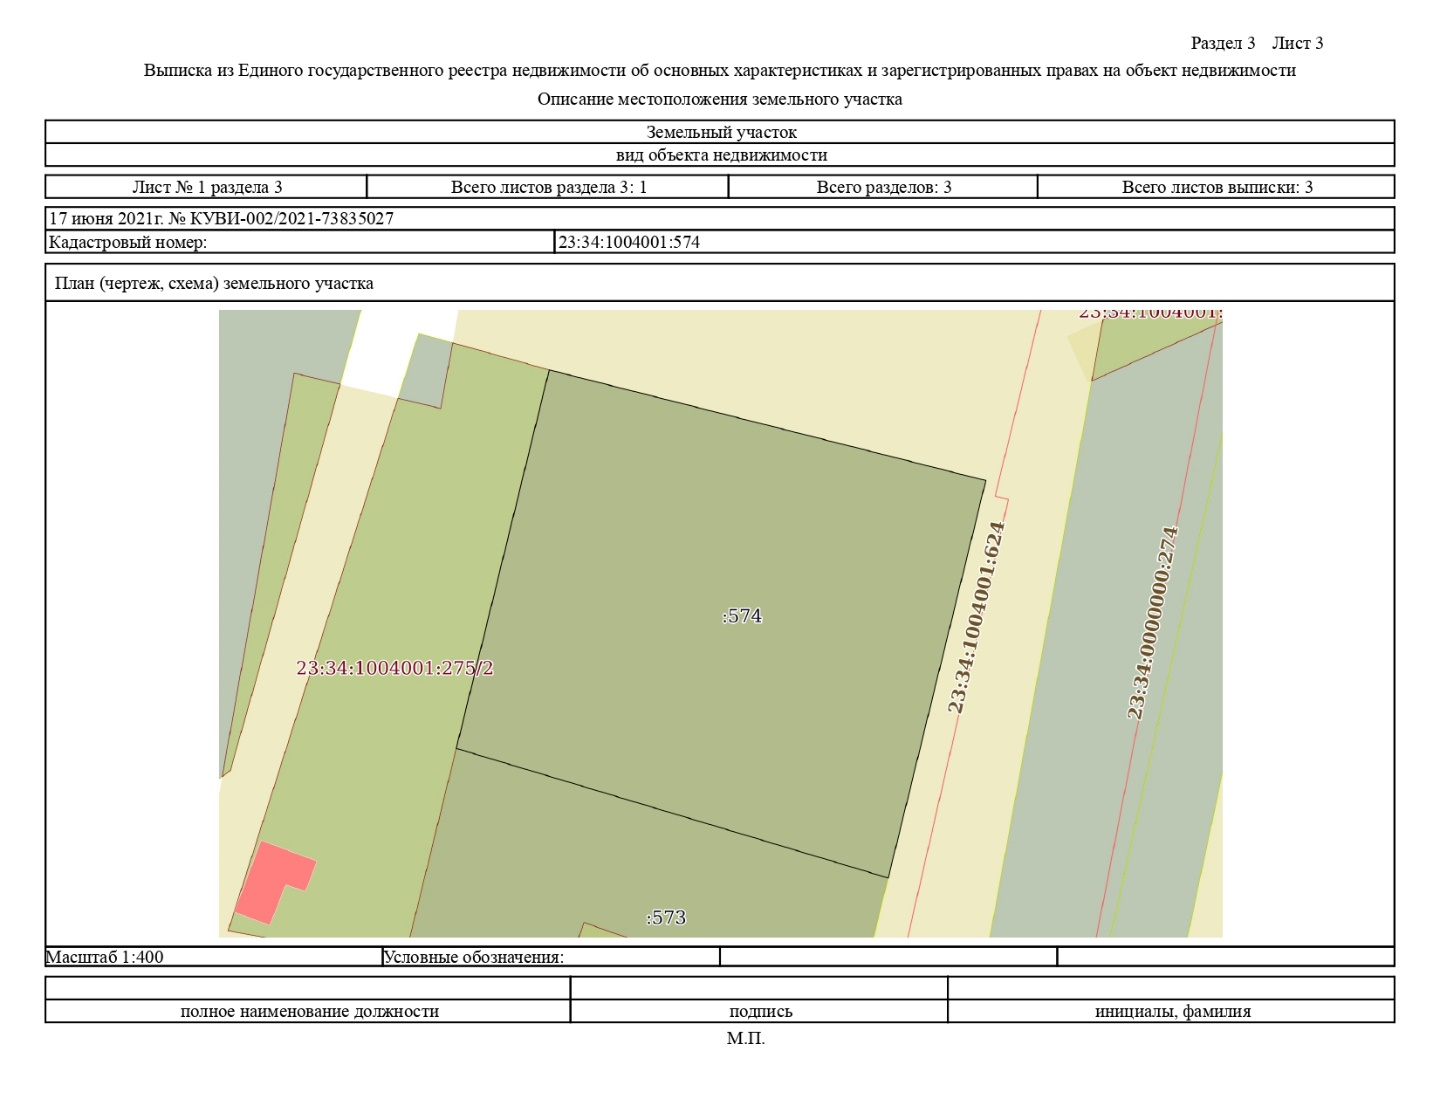 Раздел 3 Лист 3
Выписка из Единого государственного реестра недвижимости об основных характеристиках и зарегистрированных правах на объект недвижимости
Описание местоположения земельного участка
Земельный участок
вид объекта недвижимости
Лист № 1 раздела 3 Всего листов раздела 3: 1 Всего разделов: 3 Всего листов выписки: 3
17 июня 2021г. № КУВИ-002/2021-73835027
Кадастровый номер: 23:34:1004001:574
План (чертеж, схема) земельного участка
23:34:1004001:
:574
23:34:1004001:624
23:34:0000000:274
23:34:1004001:275/2
:573
Масштаб 1:400 Условные обозначения:
полное наименование должности подпись инициалы, фамилия
М.П.